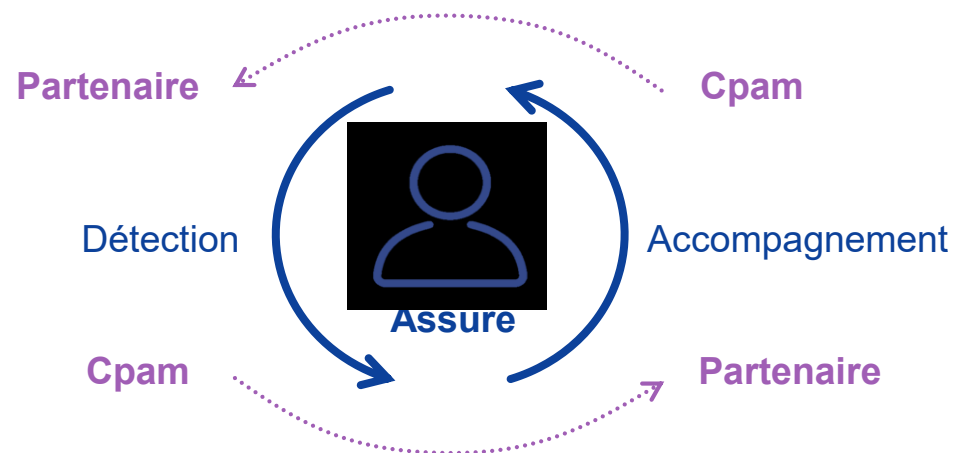 Partenaire
Cpam
Détection
Accompagnement
Assure
Cpam
Partenaire